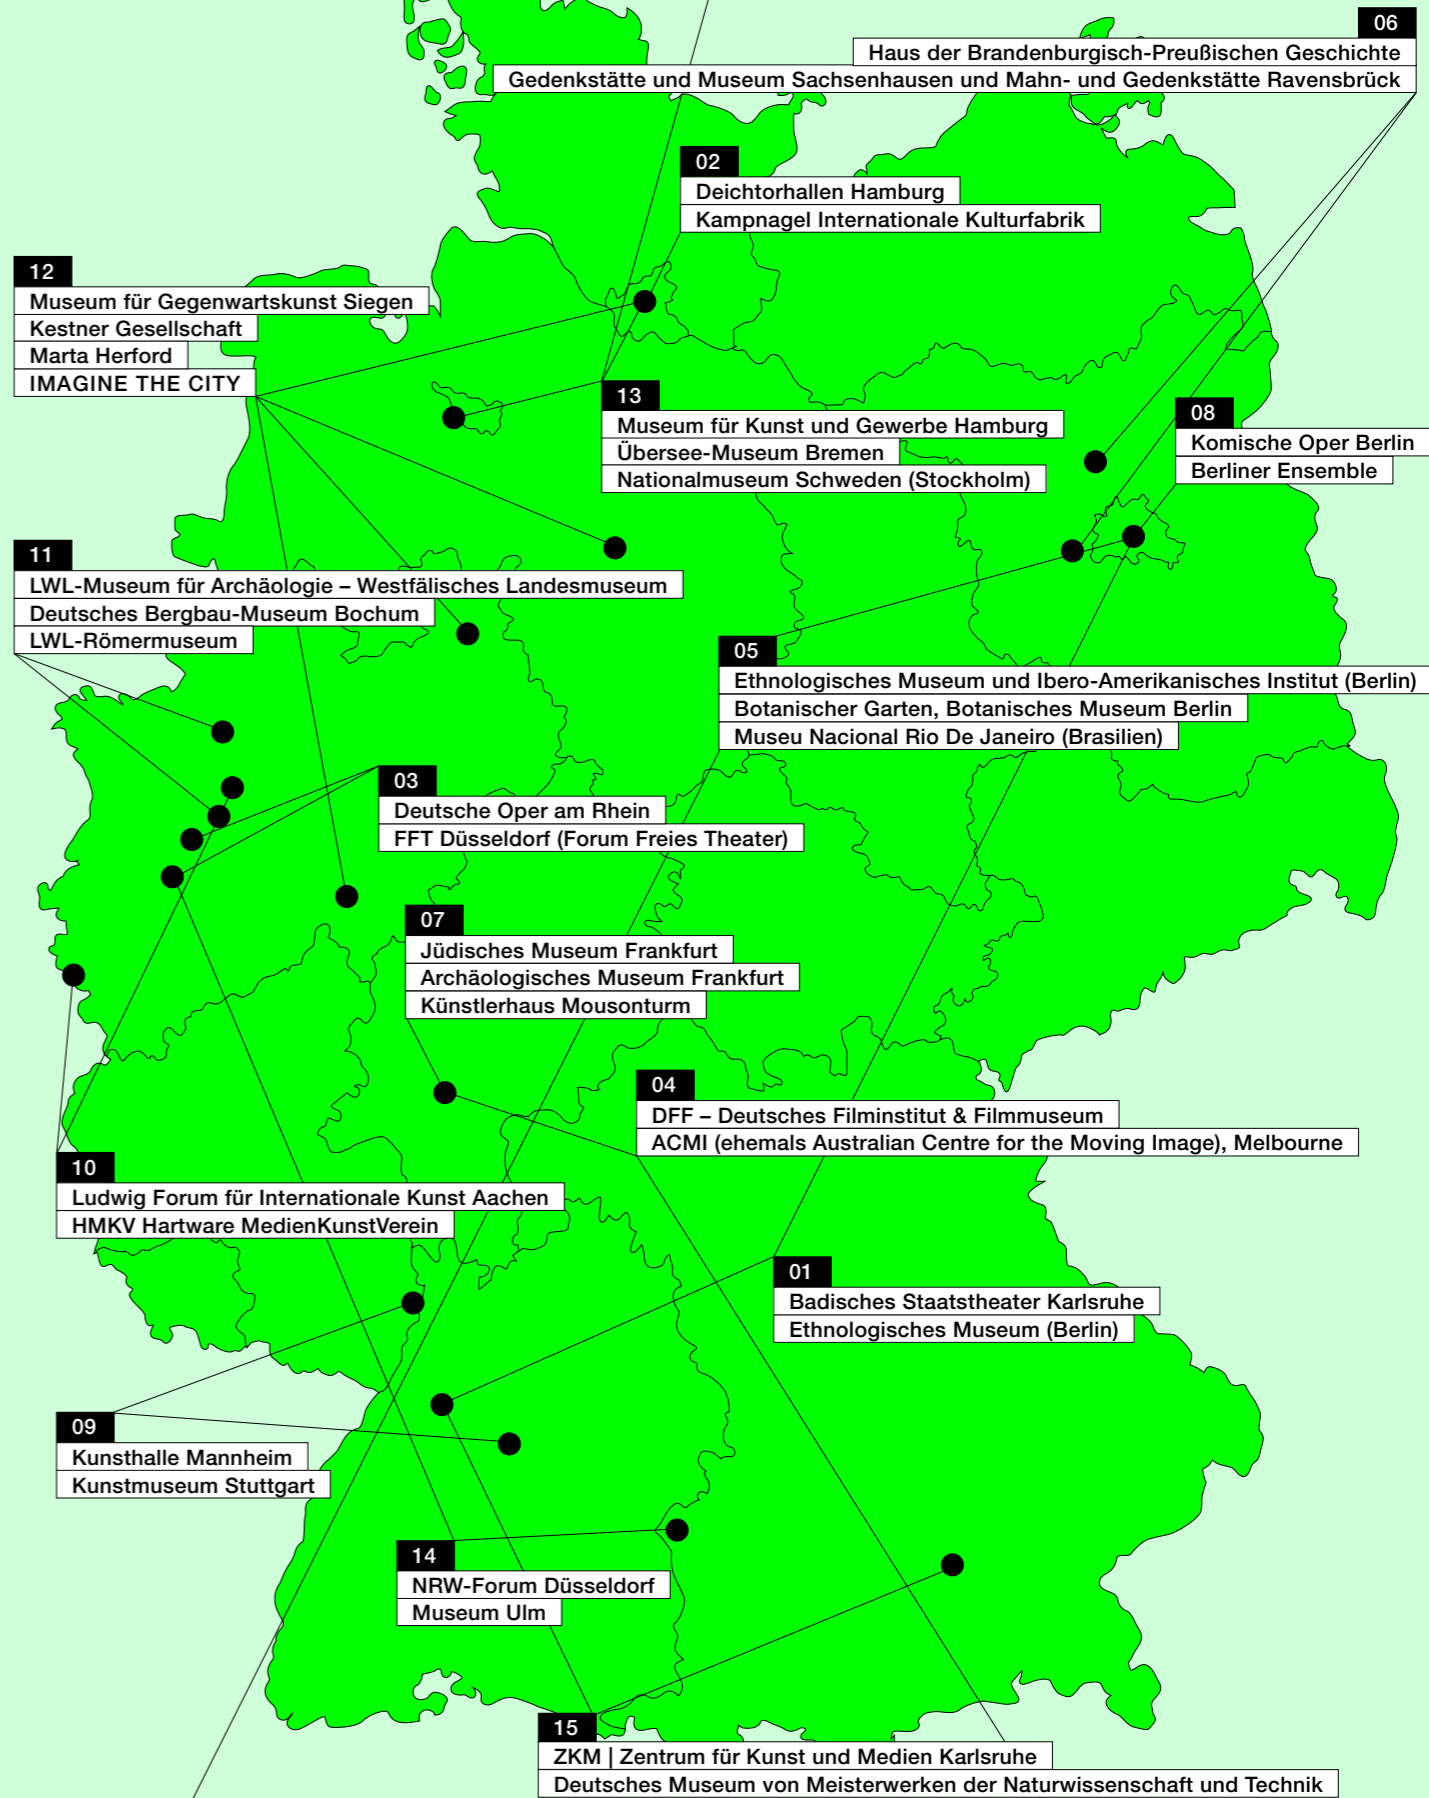 06
Haus der Brandenburgisch-Preußischen Geschichte
Gedenkstätte und Museum Sachsenhausen und Mahn- und Gedenkstätte Ravensbrück
02
Deichtorhallen Hamburg
Kampnagel Internationale Kulturfabrik
12
Museum für Gegenwartskunst Siegen
Kestner Gesellschaft
Marta Herford
IMAGINE THE CITY
13
Museum für Kunst und Gewerbe Hamburg
Übersee-Museum Bremen
Nationalmuseum Schweden (Stockholm)
08
Komische Oper Berlin
Berliner Ensemble
11
LWL-Museum für Archäologie – Westfälisches Landesmuseum
Deutsches Bergbau-Museum Bochum
LWL-Römermuseum
05
Ethnologisches Museum und Ibero-Amerikanisches Institut (Berlin)
Botanischer Garten, Botanisches Museum Berlin
Museu Nacional Rio De Janeiro (Brasilien)
03
Deutsche Oper am Rhein
FFT Düsseldorf (Forum Freies Theater)
07
Jüdisches Museum Frankfurt
Archäologisches Museum Frankfurt
Künstlerhaus Mousonturm
04
DFF – Deutsches Filminstitut & Filmmuseum
ACMI (ehemals Australian Centre for the Moving Image), Melbourne
10
Ludwig Forum für Internationale Kunst Aachen
HMKV Hartware MedienKunstVerein
01
Badisches Staatstheater Karlsruhe
Ethnologisches Museum (Berlin)
09
Kunsthalle Mannheim
Kunstmuseum Stuttgart
14
NRW-Forum Düsseldorf
Museum Ulm
15
ZKM | Zentrum für Kunst und Medien Karlsruhe
Deutsches Museum von Meisterwerken der Naturwissenschaft und Technik